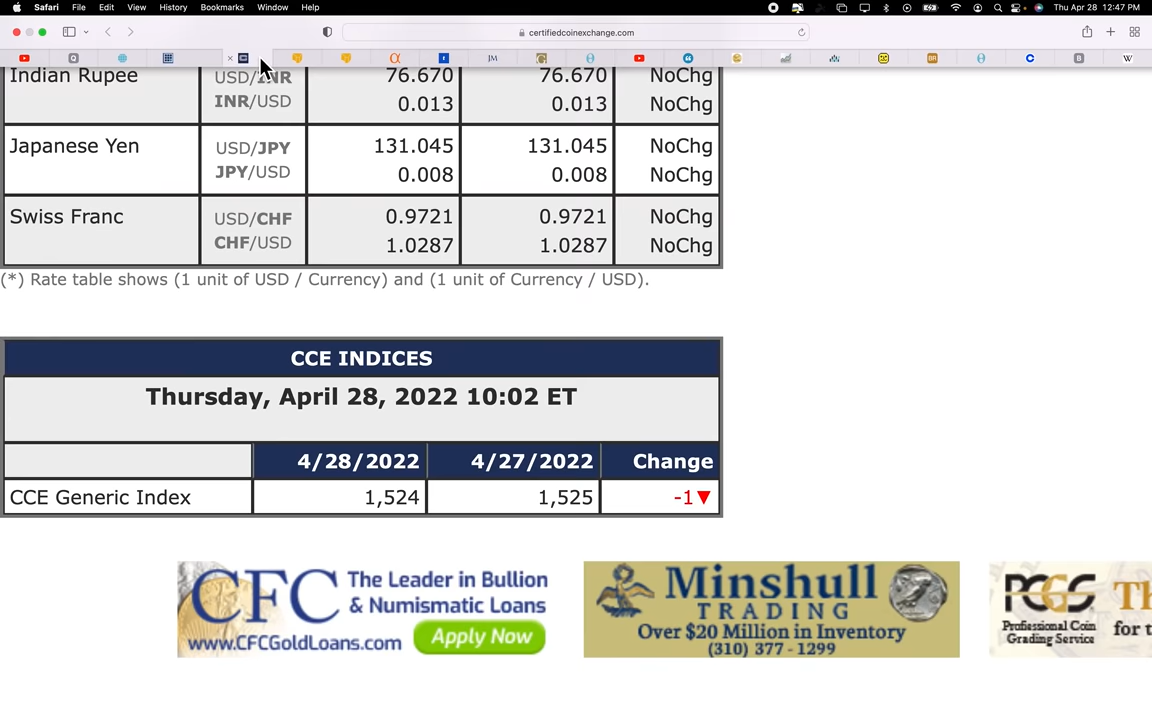 Safari File Edit View History Bookmarks Window Help Thu Apr 28 12:47 PM
certifiedcoinexchange.com
Indian Rupee USD/INR 76.670 76.670 NoChg
INR/USD 0.013 0.013 NoChg
Japanese Yen USD/JPY 131.045 131.045 NoChg
JPY/USD 0.008 0.008 NoChg
Swiss Franc USD/CHF 0.9721 0.9721 NoChg
CHF/USD 1.0287 1.0287 NoChg
(*) Rate table shows (1 unit of USD / Currency) and (1 unit of Currency / USD).
CCE INDICES
Thursday, April 28, 2022 10:02 ET
4/28/2022 4/27/2022 Change
CCE Generic Index 1,524 1,525 -1▼
CFC The Leader in Bullion
& Numismatic Loans
www.CFCGoldLoans.com Apply Now
Minshull
TRADING
Over $20 Million in Inventory
(310) 377 - 1299
PCGS Th
Professional Coin
Grading Service for t